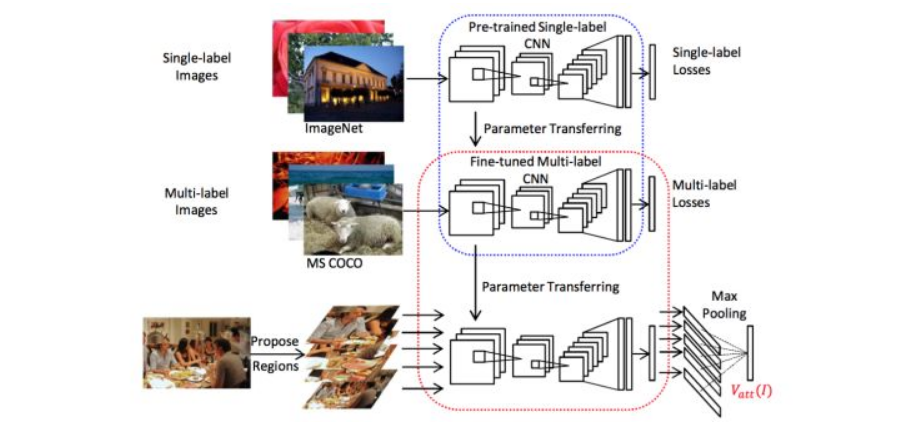 Single-label
Images
ImageNet
Pre-trained Single-label
CNN
Single-label
Losses
Parameter Transferring
Multi-label
Images
MS COCO
Fine-tuned Multi-label
CNN
Multi-label
Losses
Parameter Transferring
Propose
Regions
Max
Pooling
V_att(I)